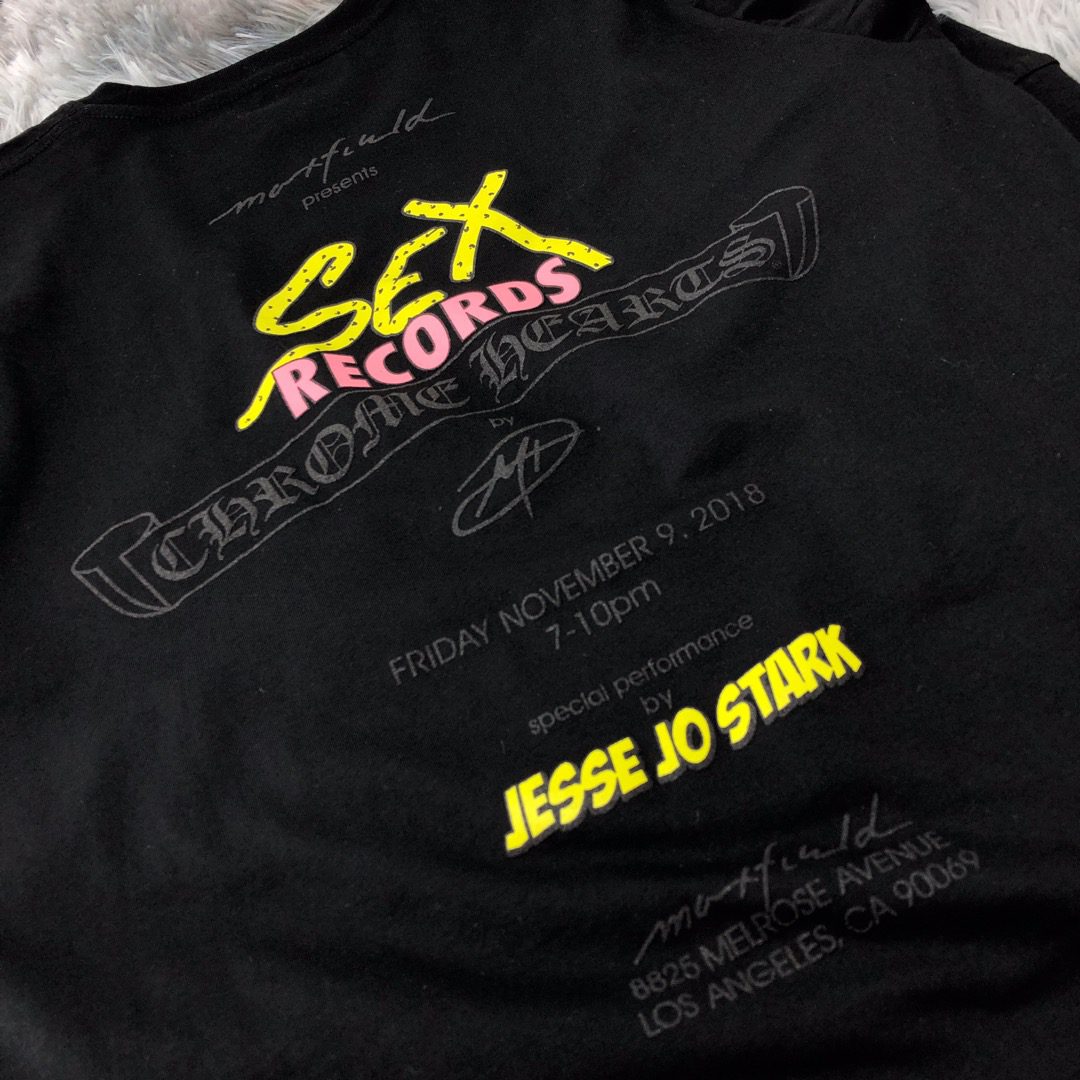 maxfield
presents
SEX
RECORDS
CHROME HEARTS®
by
FRIDAY NOVEMBER 9, 2018
7-10pm
special performance
by
JESSE JO STARK
maxfield
8825 MELROSE AVENUE
LOS ANGELES, CA 90069